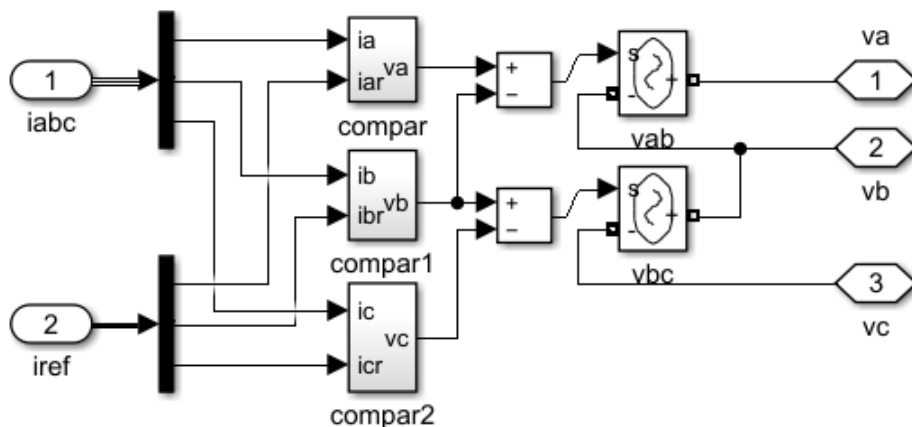 1
iabc
2
iref
ia
va
iar
compar
ib
vb
ibr
compar1
ic
vc
icr
compar2
+
−
+
−
s
-
+
vab
s
-
+
vbc
va
1
2
vb
3
vc